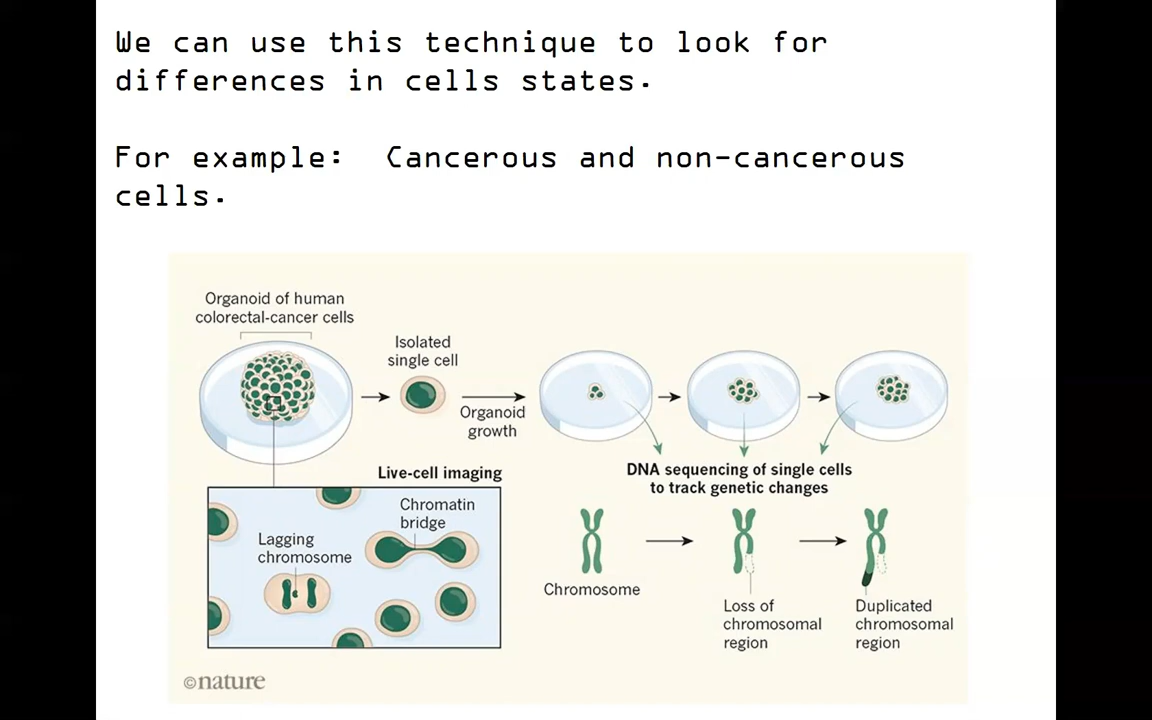 We can use this technique to look for
differences in cells states.
For example:  Cancerous and non-cancerous
cells.
Organoid of human
colorectal-cancer cells
Isolated
single cell
Organoid
growth
DNA sequencing of single cells
to track genetic changes
Live-cell imaging
Chromatin
bridge
Lagging
chromosome
Chromosome
Loss of
chromosomal
region
Duplicated
chromosomal
region
©nature